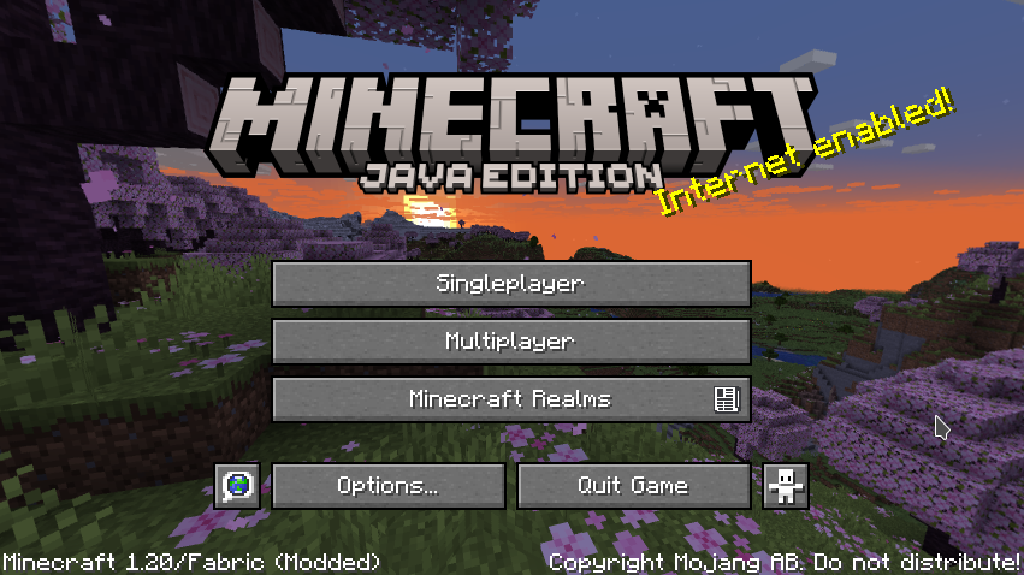 MINECRAFT
JAVA EDITION
Internet enabled!
Singleplayer
Multiplayer
Minecraft Realms
Options...
Quit Game
Minecraft 1.20/Fabric (Modded)
Copyright Mojang AB. Do not distribute!